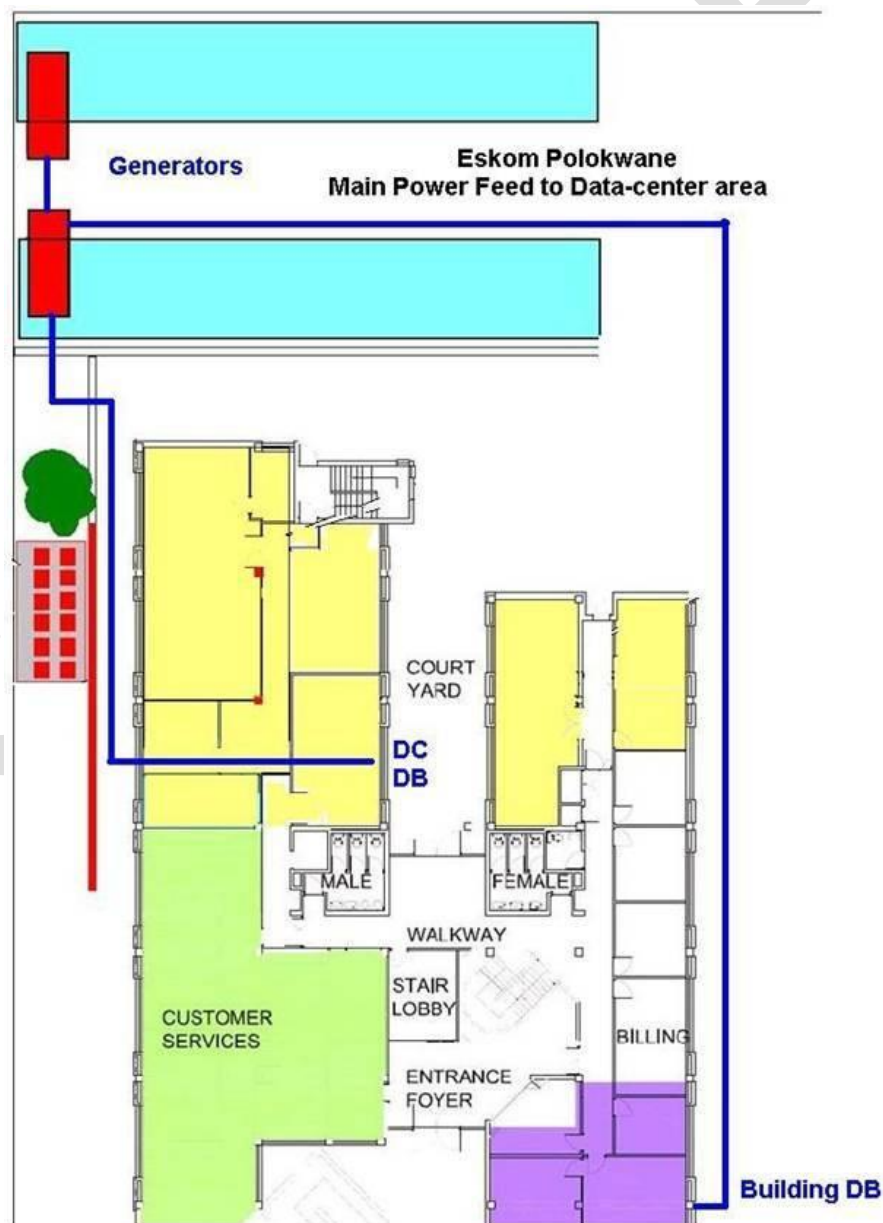 Generators
Eskom Polokwane
Main Power Feed to Data-center area
COURT
YARD
DC
DB
MALE
FEMALE
WALKWAY
STAIR
LOBBY
CUSTOMER
SERVICES
BILLING
ENTRANCE
FOYER
Building DB